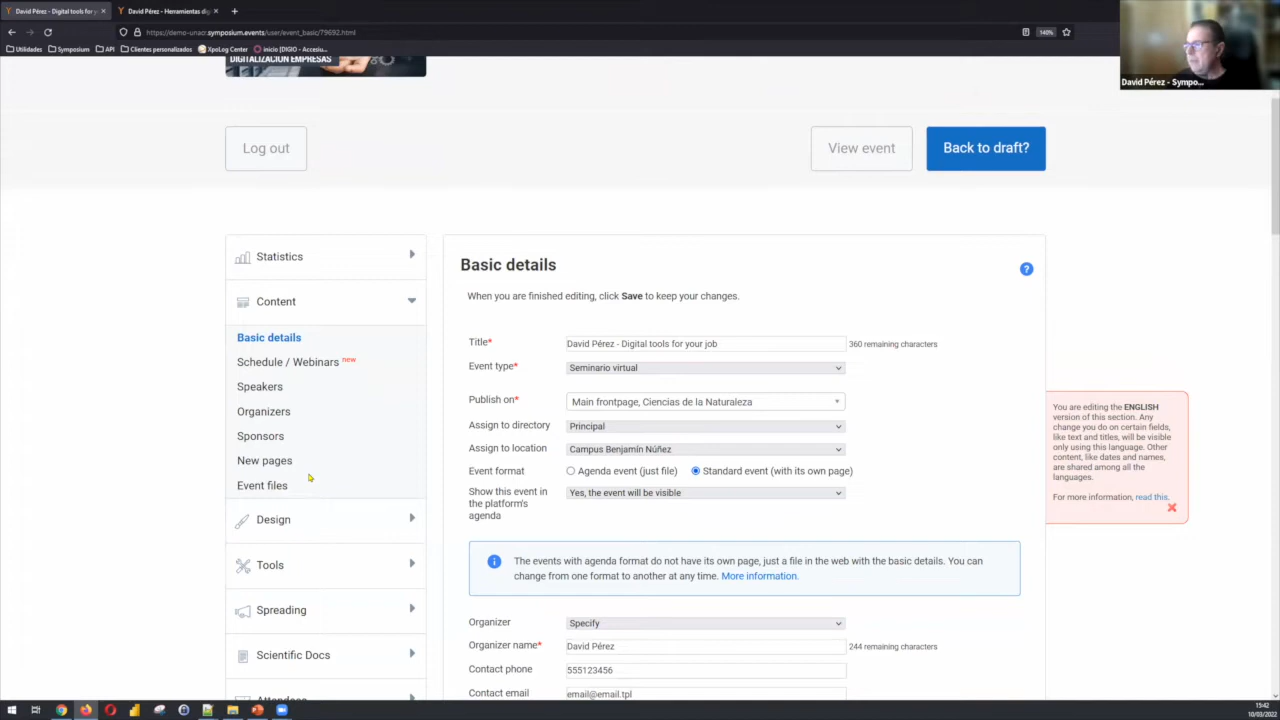 David Pérez - Digital tools for y
David Pérez - Herramientas dig
https://demo-unacr.symposium.events/user/event_basic/79692.html
140%
Utilidades
Symposium
API
Clientes personalizados
XpoLog Center
Inicio [DIGIO - Accesiu...
DIGITALIZACIÓN EMPRESAS
David Pérez - Sympo...
Log out
View event
Back to draft?
Statistics
Content
Basic details
Schedule / Webinars new
Speakers
Organizers
Sponsors
New pages
Event files
Design
Tools
Spreading
Scientific Docs
Attendees
Basic details
When you are finished editing, click Save to keep your changes.
Title* David Pérez - Digital tools for your job 360 remaining characters
Event type* Seminario virtual
Publish on* Main frontpage, Ciencias de la Naturaleza
Assign to directory Principal
Assign to location Campus Benjamín Núñez
Event format Agenda event (just file) Standard event (with its own page)
Show this event in Yes, the event will be visible
the platform's
agenda
The events with agenda format do not have its own page, just a file in the web with the basic details. You can
change from one format to another at any time. More information.
Organizer Specify
Organizer name* David Pérez 244 remaining characters
Contact phone 555123456
Contact email email@email.tpl
You are editing the ENGLISH
version of this section. Any
change you do on certain fields,
like text and titles, will be visible
only using this language. Other
content, like dates and names,
are shared among all the
languages.
For more information, read this.
15:42
10/03/2022